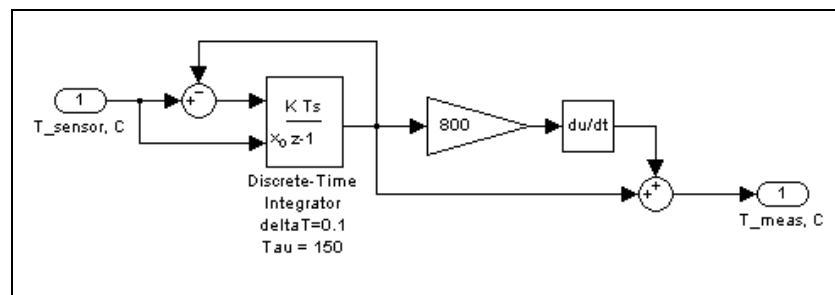 1
T_sensor, C
+
−
K Ts
x0 z-1
Discrete-Time
Integrator
deltaT=0.1
Tau = 150
800
du/dt
+
+
1
T_meas, C